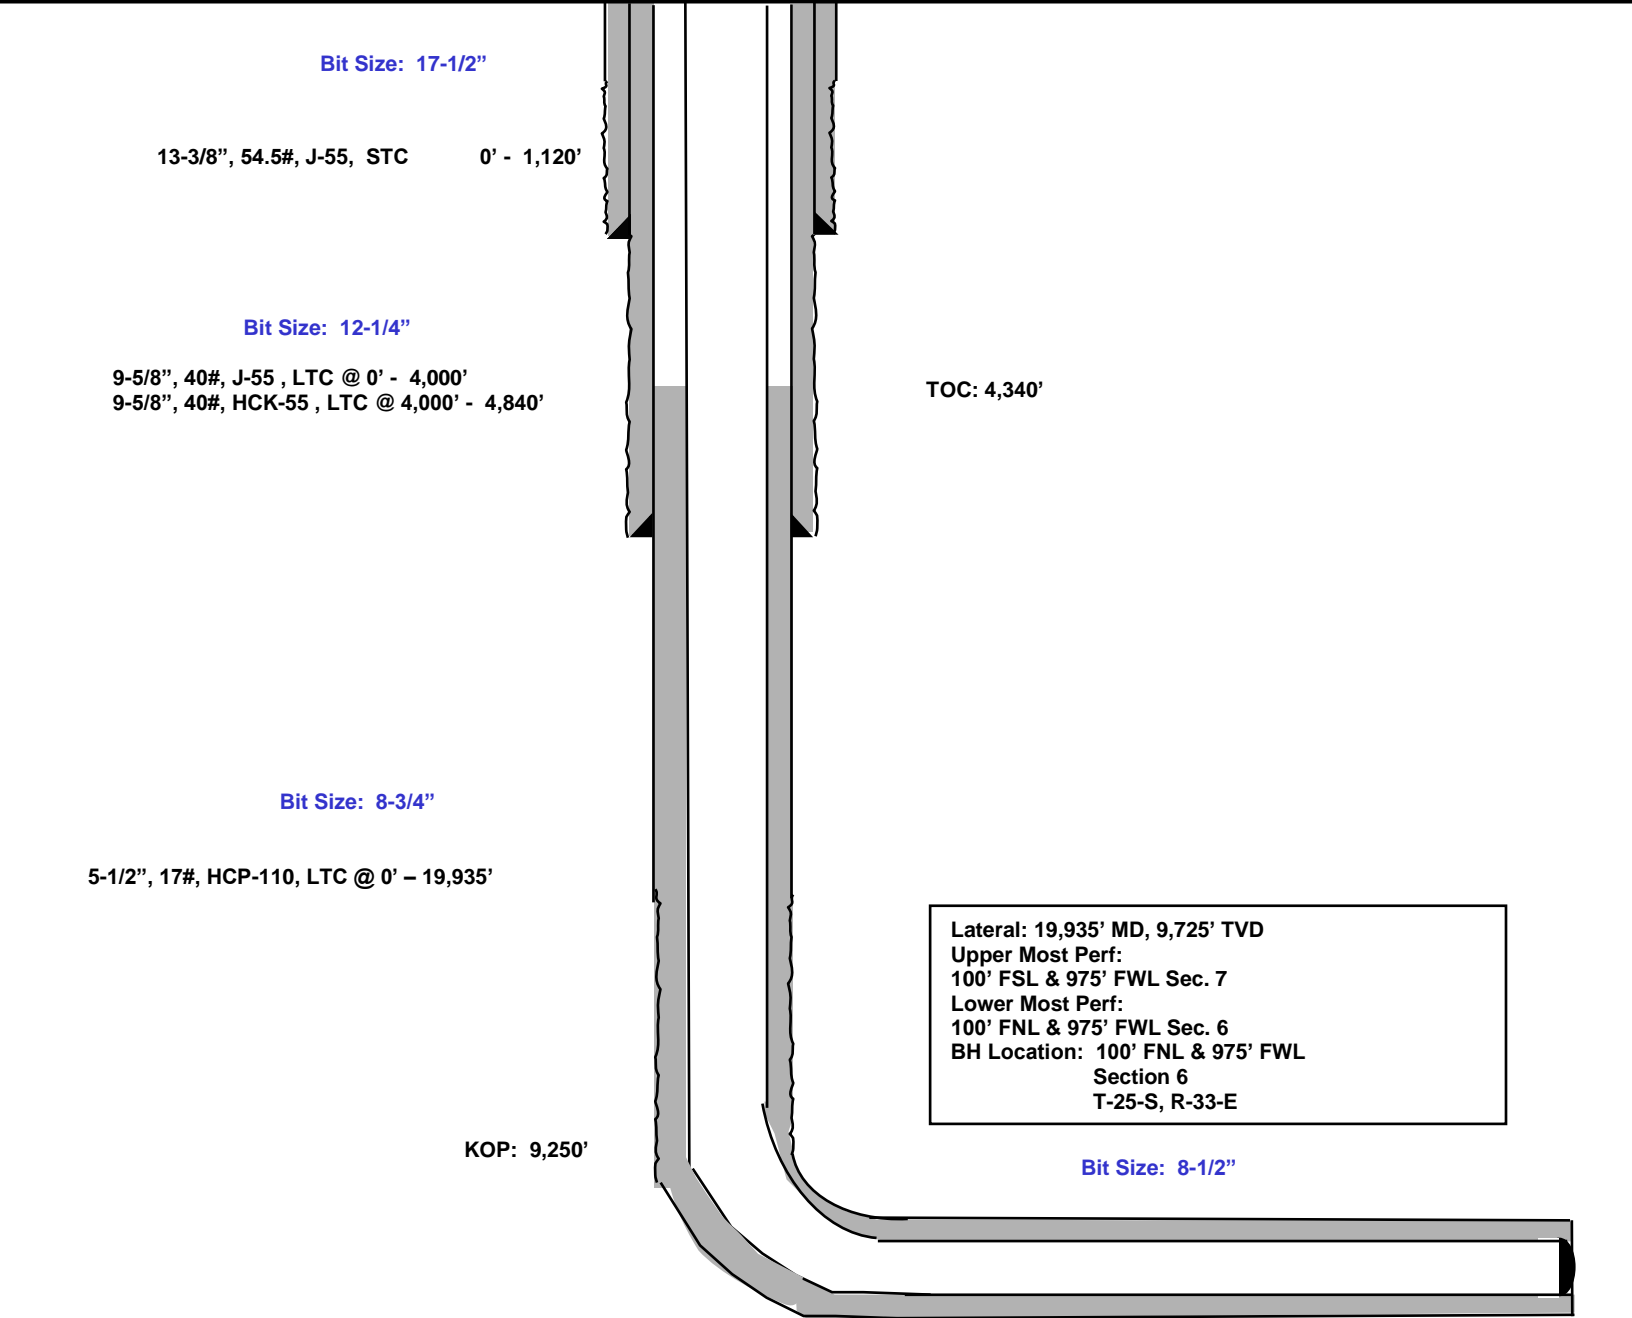 Bit Size:  17-1/2”
13-3/8”, 54.5#, J-55,  STC 0’ -  1,120’
Bit Size:  12-1/4”
9-5/8”, 40#, J-55 , LTC @ 0’ -  4,000’
9-5/8”, 40#, HCK-55 , LTC @ 4,000’ -  4,840’
TOC: 4,340’
Bit Size:  8-3/4”
5-1/2”, 17#, HCP-110, LTC @ 0’ – 19,935’
Lateral: 19,935’ MD, 9,725’ TVD
Upper Most Perf:
100’ FSL & 975’ FWL Sec. 7
Lower Most Perf:
100’ FNL & 975’ FWL Sec. 6
BH Location:  100’ FNL & 975’ FWL
Section 6
T-25-S, R-33-E
KOP:  9,250’
Bit Size:  8-1/2”